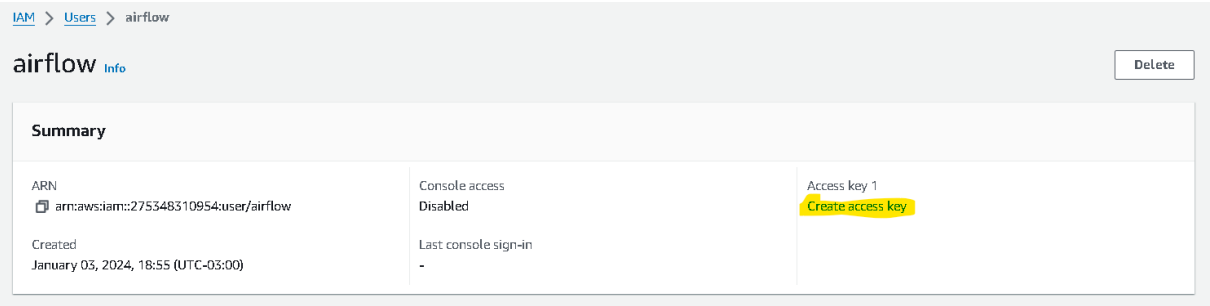 IAM > Users > airflow
airflow Info
Delete
Summary
ARN
arn:aws:iam::275348310954:user/airflow
Created
January 03, 2024, 18:55 (UTC-03:00)
Console access
Disabled
Last console sign-in
-
Access key 1
Create access key